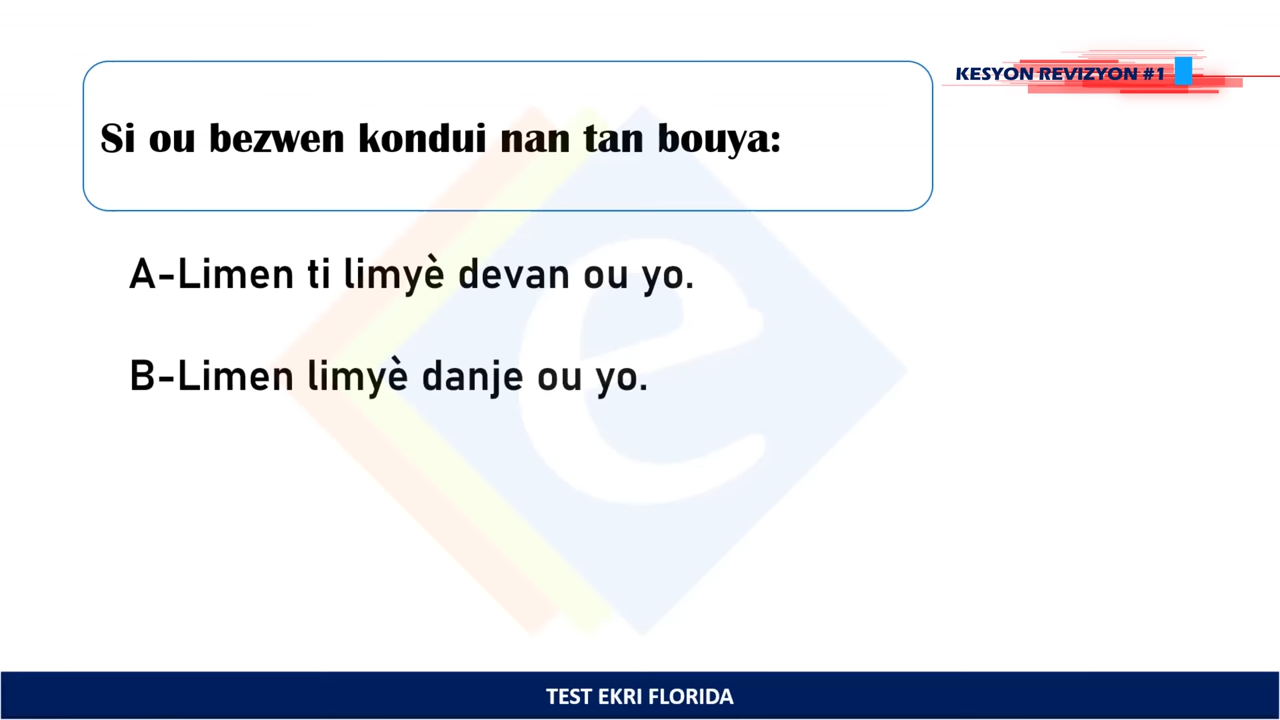 KESYON REVIZYON #1
Si ou bezwen kondui nan tan bouya:
A-Limen ti limyè devan ou yo.
B-Limen limyè danje ou yo.
TEST EKRI FLORIDA